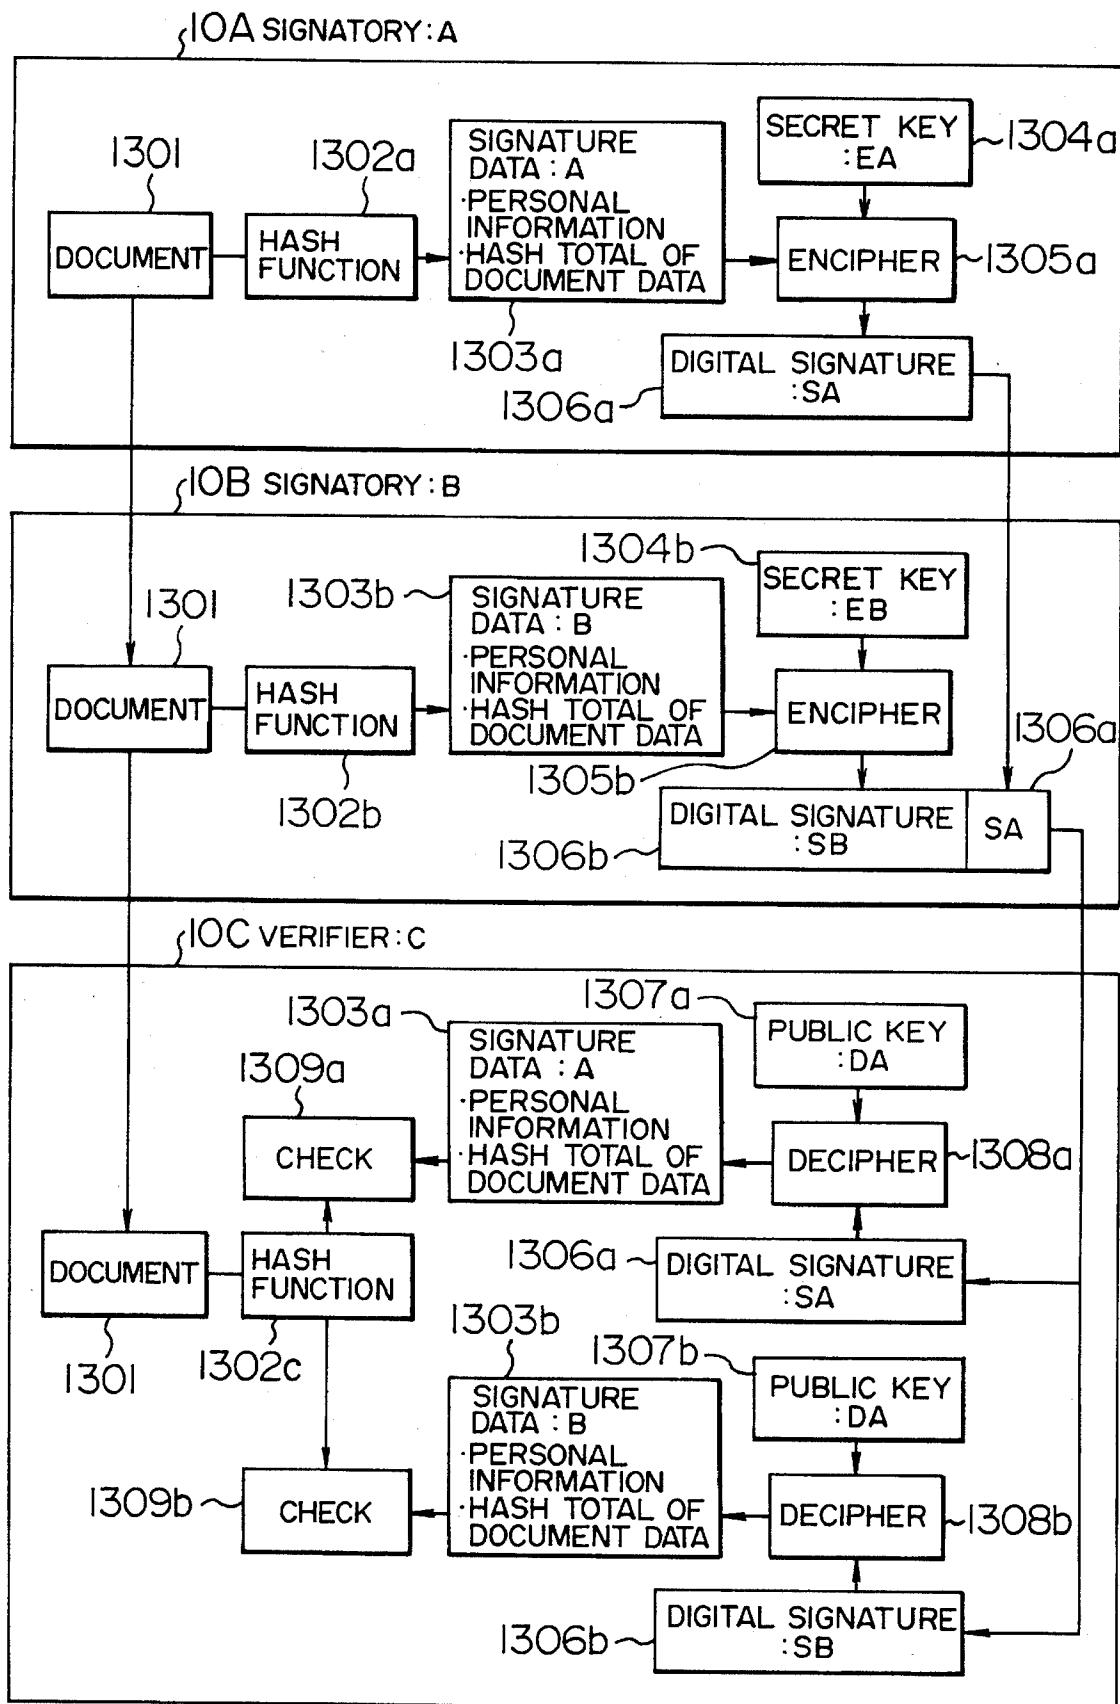 10A SIGNATORY : A
1301
1302a
DOCUMENT
HASH
FUNCTION
SIGNATURE
DATA : A
·PERSONAL
INFORMATION
·HASH TOTAL OF
DOCUMENT DATA
1303a
SECRET KEY
: EA
1304a
ENCIPHER
1305a
DIGITAL SIGNATURE
: SA
1306a
10B SIGNATORY : B
1301
DOCUMENT
HASH
FUNCTION
1302b
1303b
SIGNATURE
DATA : B
·PERSONAL
INFORMATION
·HASH TOTAL OF
DOCUMENT DATA
1304b
SECRET KEY
: EB
ENCIPHER
1305b
1306a
DIGITAL SIGNATURE
: SB
SA
1306b
10C VERIFIER : C
1303a
SIGNATURE
DATA : A
·PERSONAL
INFORMATION
·HASH TOTAL OF
DOCUMENT DATA
1307a
PUBLIC KEY
: DA
1309a
CHECK
DECIPHER
1308a
DOCUMENT
1301
HASH
FUNCTION
1302c
1306a
DIGITAL SIGNATURE
: SA
1303b
SIGNATURE
DATA : B
·PERSONAL
INFORMATION
·HASH TOTAL OF
DOCUMENT DATA
1307b
PUBLIC KEY
: DA
1309b
CHECK
DECIPHER
1308b
DIGITAL SIGNATURE
: SB
1306b